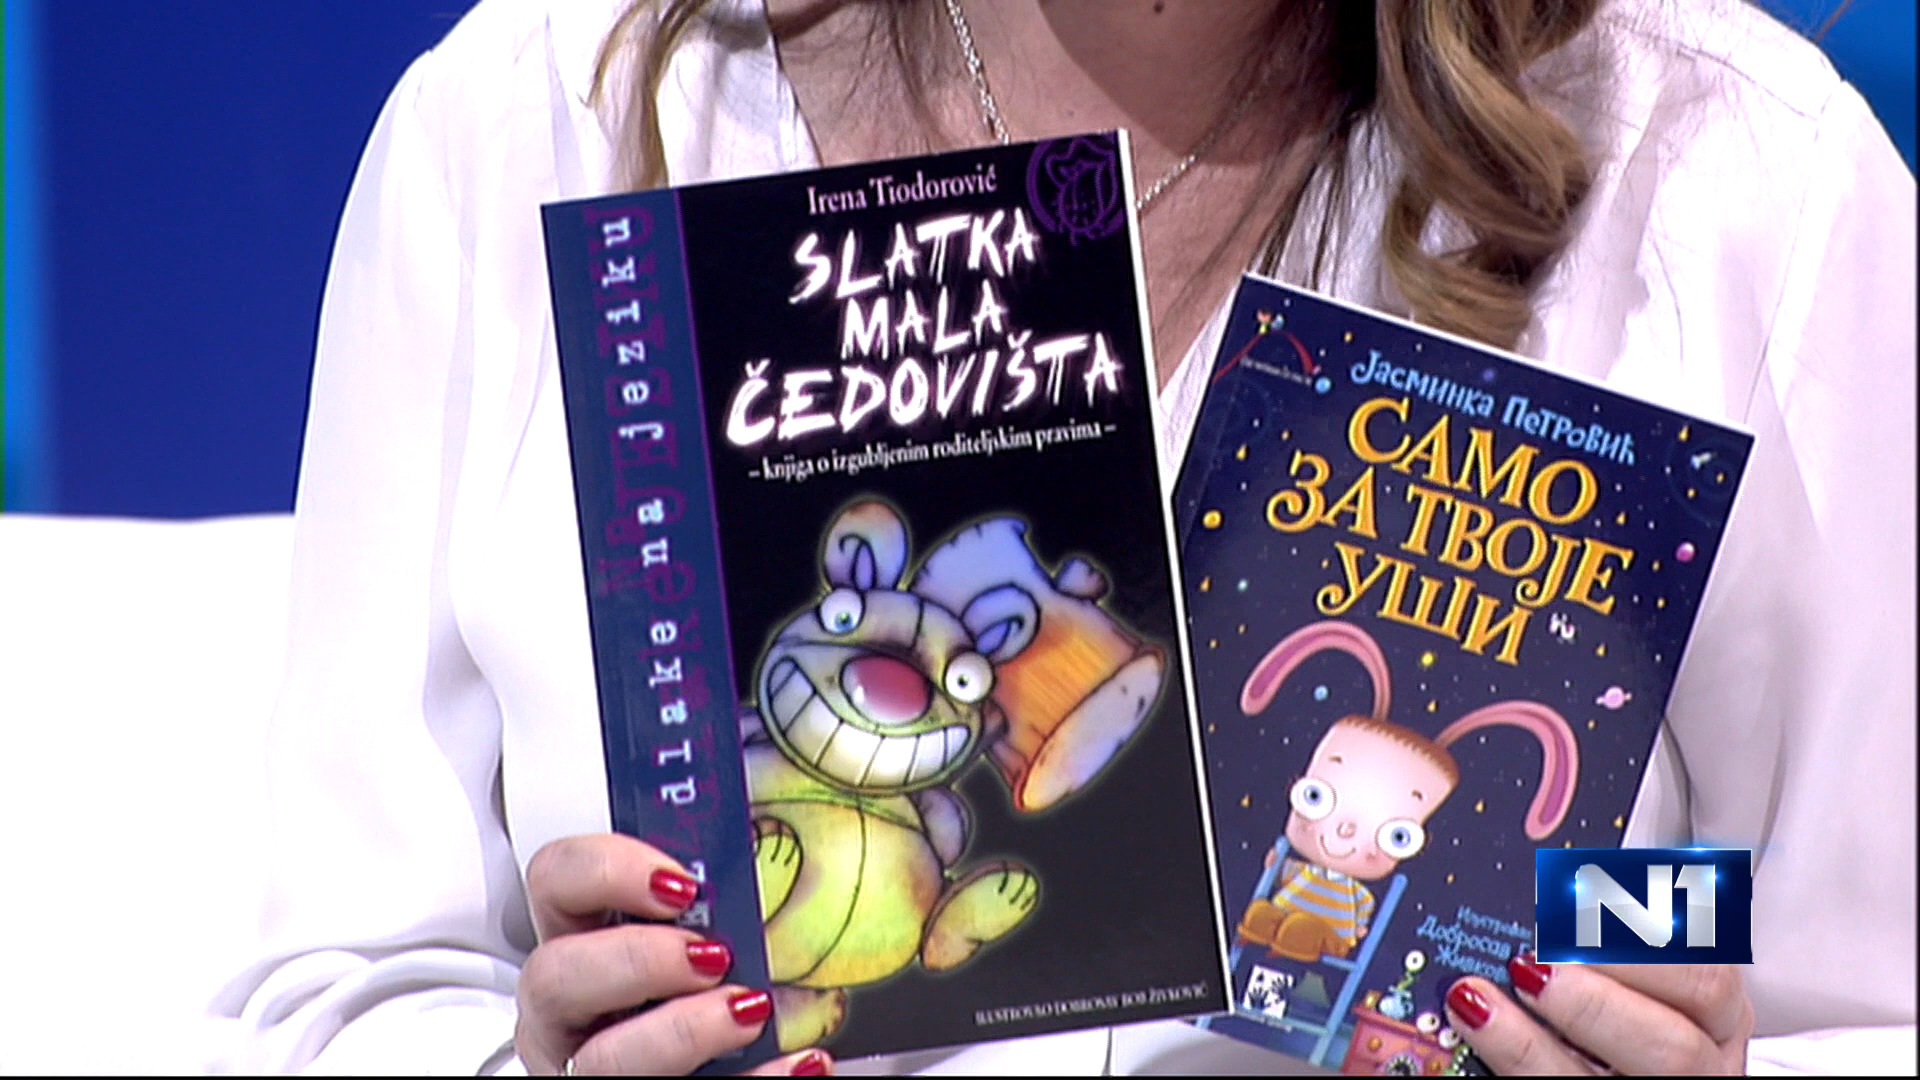 Irena Tiodorović
SLATKA
MALA
ČEDOVIŠTA
– knjiga o izgubljenim roditeljskim pravima –
dlake na jeziku
ILUSTROVAO DOBROSAV BOB ŽIVKOVIĆ
Јасминка Петровић
САМО
ЗА ТВОЈЕ
УШИ
Добросав
N1